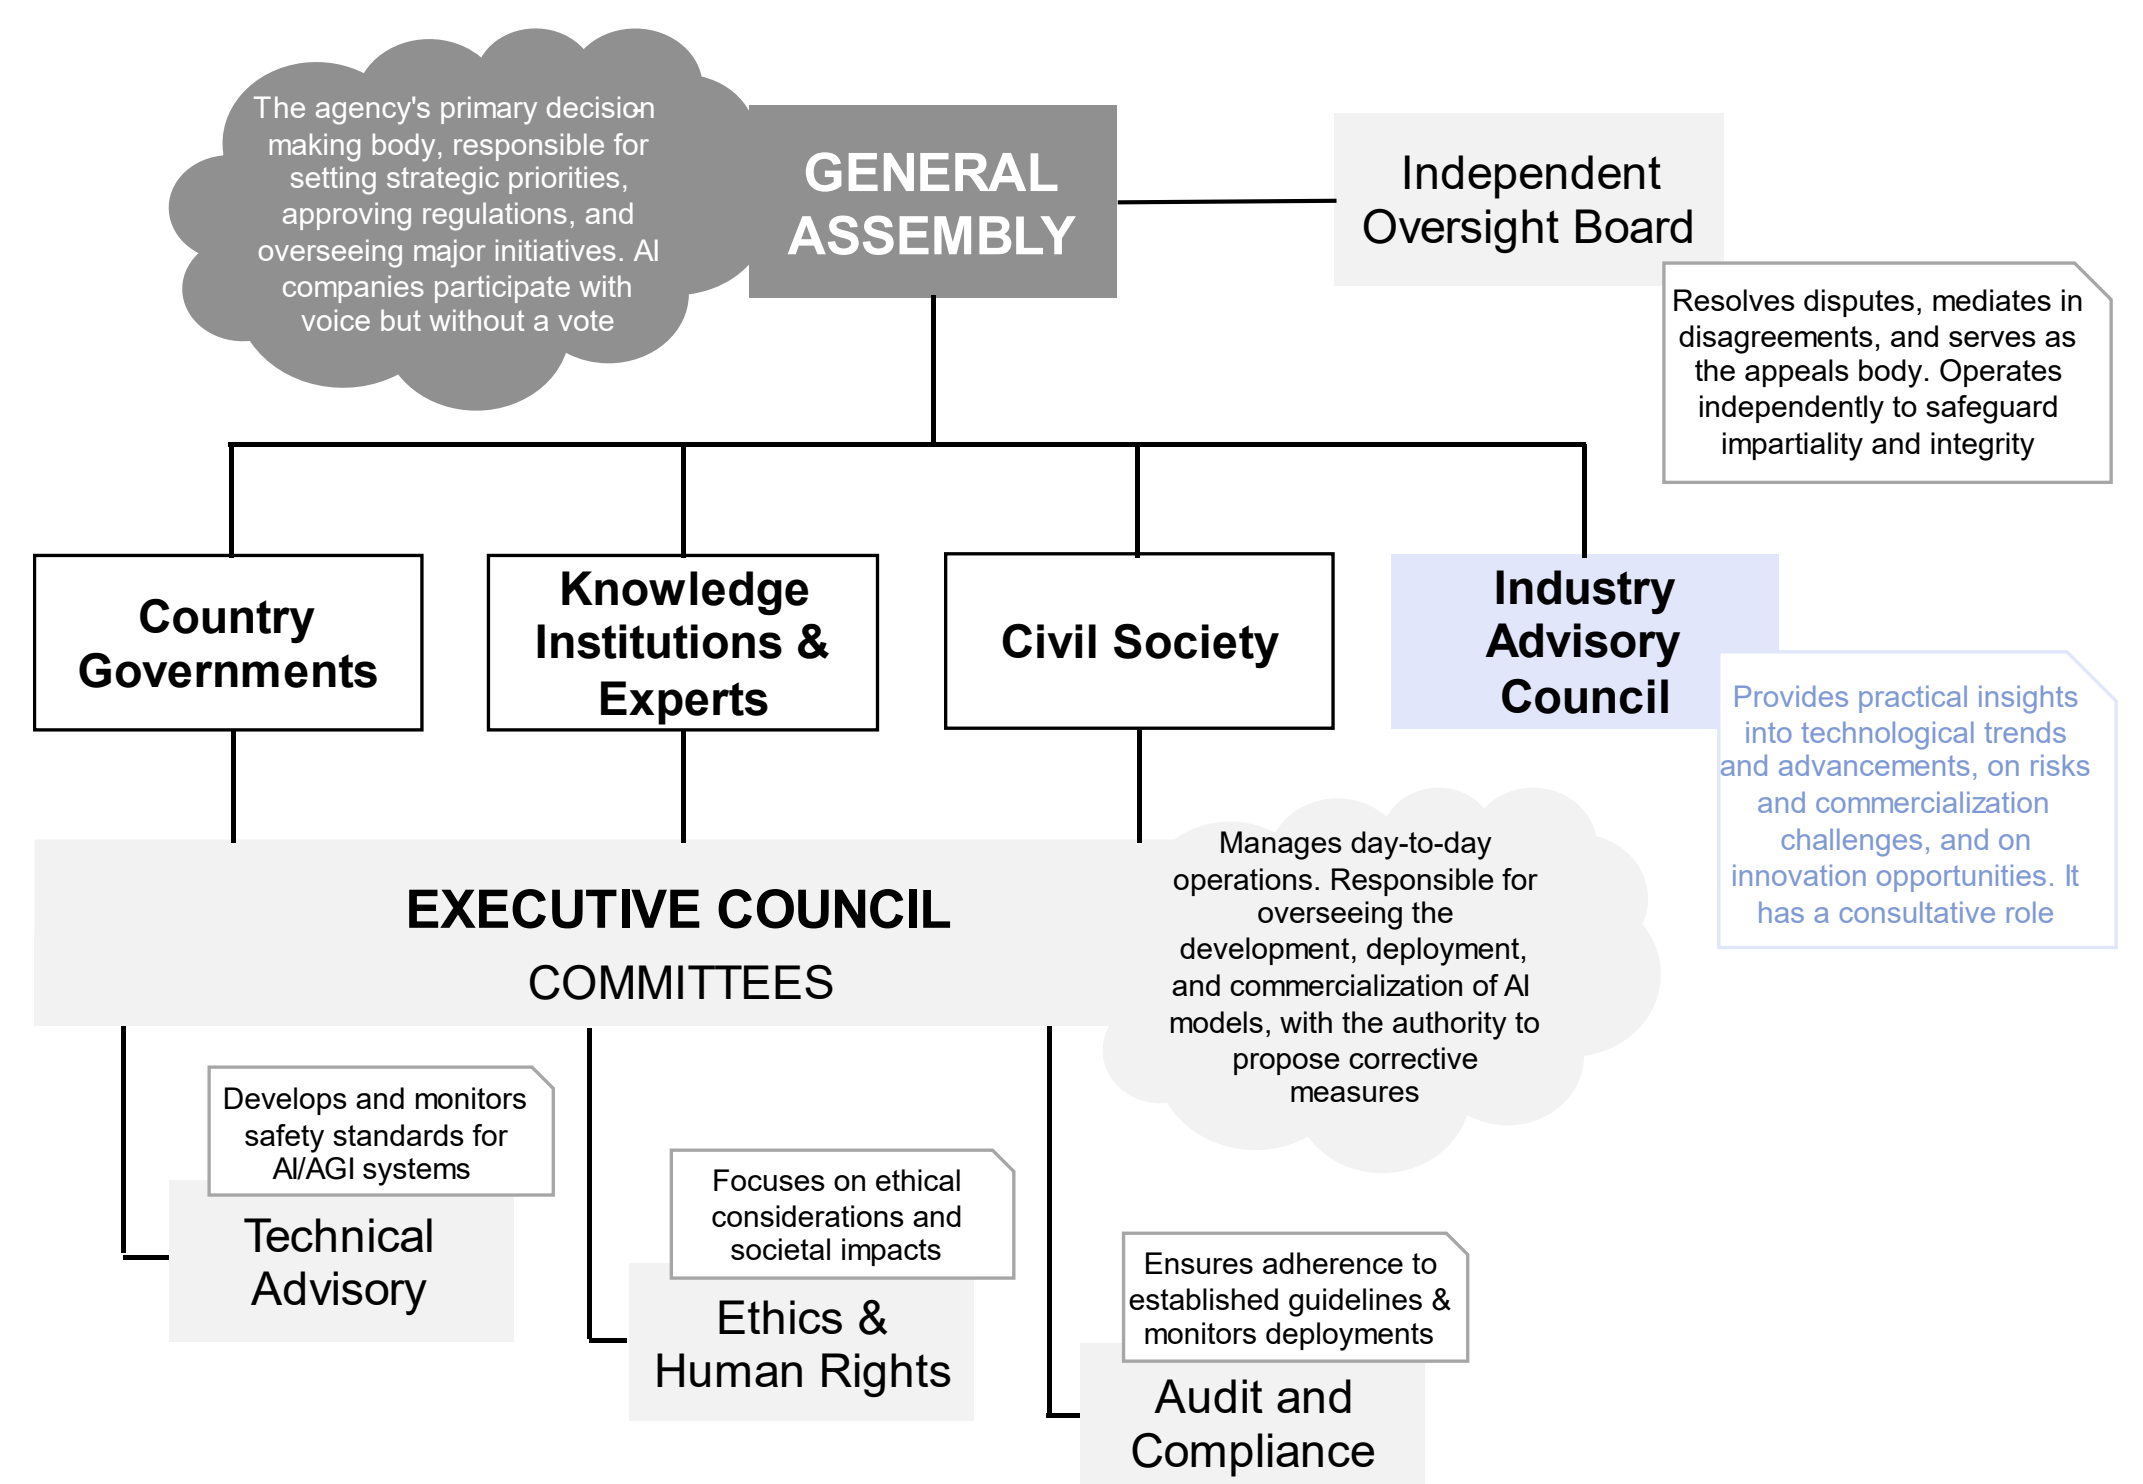 The agency's primary decision-
making body, responsible for
setting strategic priorities,
approving regulations, and
overseeing major initiatives. AI
companies participate with
voice but without a vote
GENERAL
ASSEMBLY
Independent
Oversight Board
Resolves disputes, mediates in
disagreements, and serves as
the appeals body. Operates
independently to safeguard
impartiality and integrity
Country
Governments
Knowledge
Institutions &
Experts
Civil Society
Industry
Advisory
Council
Provides practical insights
into technological trends
and advancements, on risks
and commercialization
challenges, and on
innovation opportunities. It
has a consultative role
EXECUTIVE COUNCIL
COMMITTEES
Manages day-to-day
operations. Responsible for
overseeing the
development, deployment,
and commercialization of AI
models, with the authority to
propose corrective
measures
Develops and monitors
safety standards for
AI/AGI systems
Technical
Advisory
Focuses on ethical
considerations and
societal impacts
Ethics &
Human Rights
Ensures adherence to
established guidelines &
monitors deployments
Audit and
Compliance